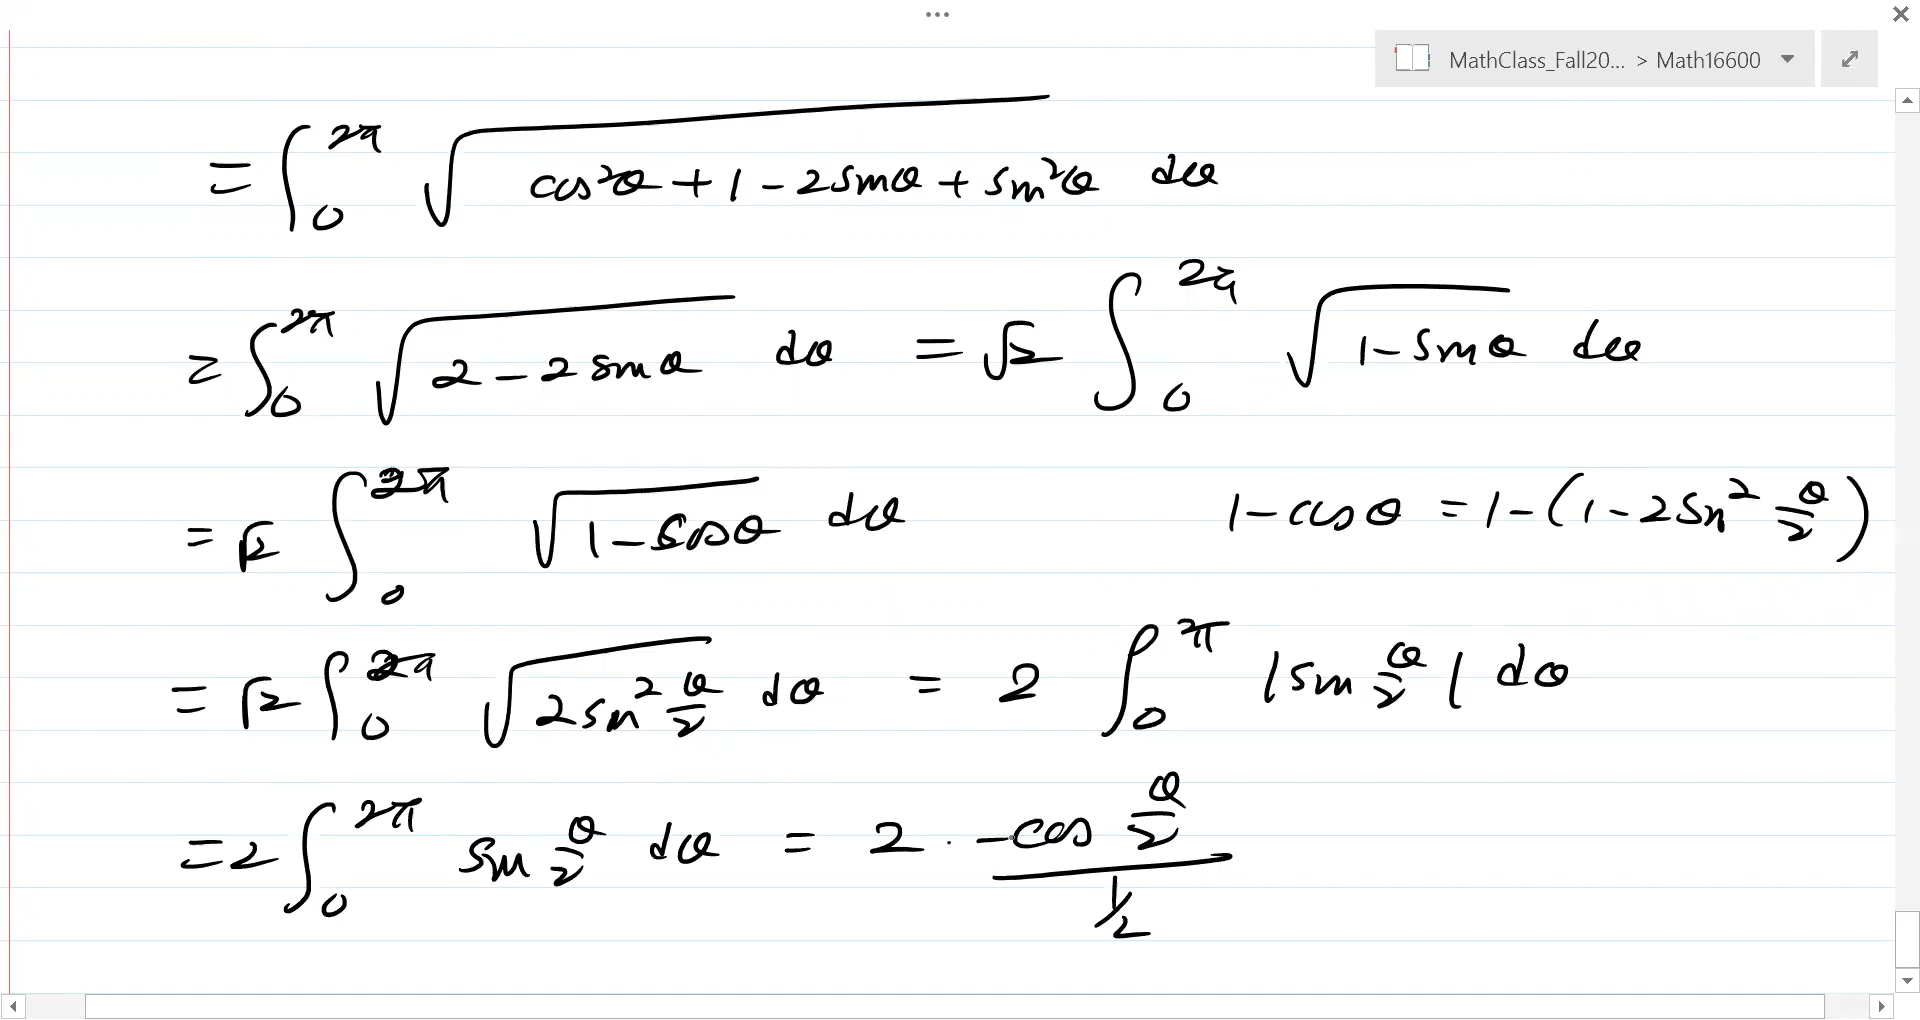 MathClass_Fall20... > Math16600
= ∫₀^{2π} √(cos²θ + 1 - 2sinθ + sin²θ) dθ
= ∫₀^{2π} √(2 - 2 sinθ) dθ = √2 ∫₀^{2π} √(1 - sinθ) dθ
= √2 ∫₀^{2π} √(1 - cosθ) dθ 1 - cosθ = 1 - (1 - 2sin² θ/2)
= √2 ∫₀^{2π} √(2sin² θ/2) dθ = 2 ∫₀^{2π} |sin θ/2| dθ
= 2 ∫₀^{2π} sin θ/2 dθ = 2 · (-cos θ/2)/(1/2)